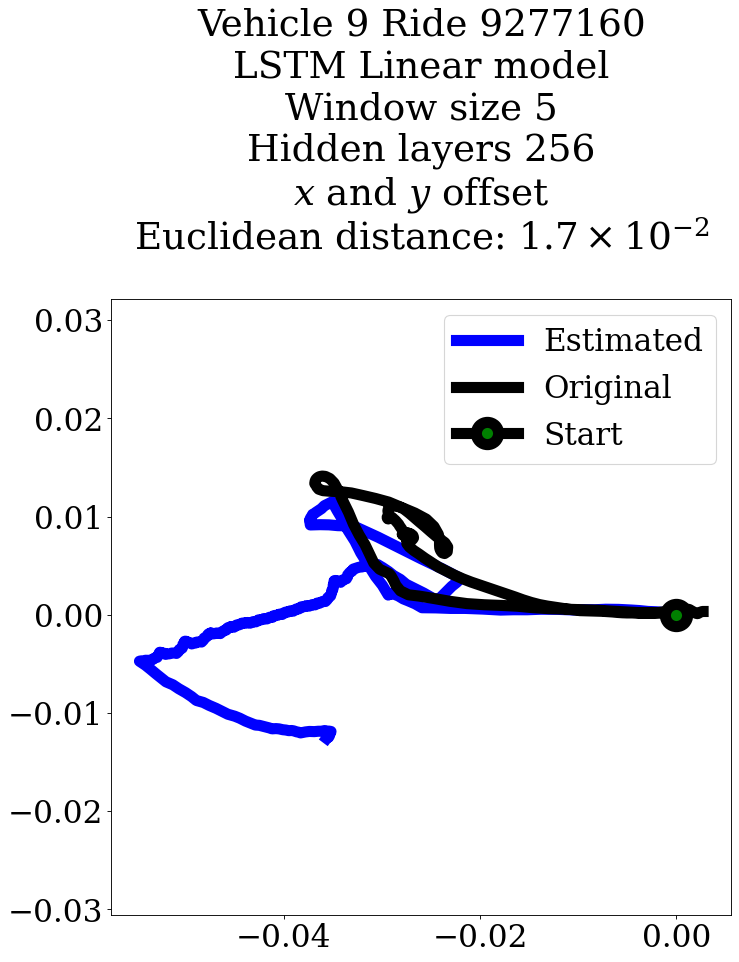 Vehicle 9 Ride 9277160
LSTM Linear model
Window size 5
Hidden layers 256
x and y offset
Euclidean distance: 1.7 × 10⁻²
Estimated
Original
Start
0.03
0.02
0.01
0.00
−0.01
−0.02
−0.03
−0.04
−0.02
0.00